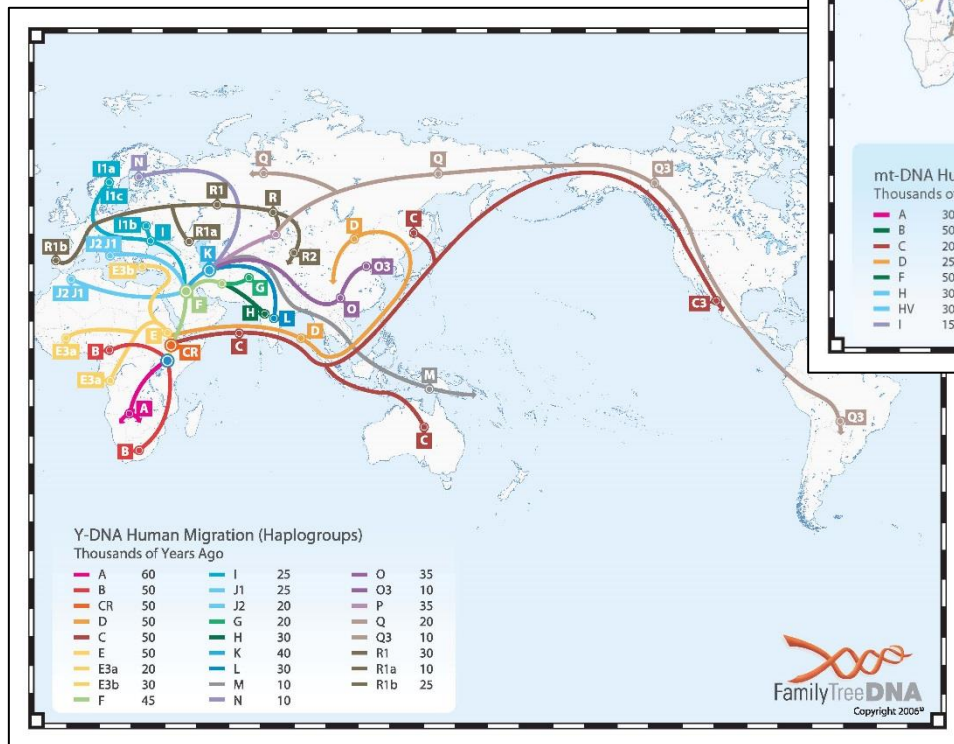 I1a
N
Q
Q
Q3
I1c
R1
R
C
D
I1b
I
R1a
R1b
J2 J1
R2
K
E3b
O3
J2 J1
F
G
O
H
L
C3
E
D
E3a
B
CR
C
E3a
M
A
C
Q3
B
Y-DNA Human Migration (Haplogroups)
Thousands of Years Ago
A 60 I 25 O 35
B 50 J1 25 O3 10
CR 50 J2 20 P 35
D 50 G 20 Q 20
C 50 H 30 Q3 10
E 50 K 40 R1 30
E3a 20 L 30 R1a 10
E3b 30 M 10 R1b 25
F 45 N 10
FamilyTreeDNA
Copyright 2006©
mt-DNA Hu
Thousands of
A 30
B 50
C 20
D 25
F 50
H 30
HV 30
I 15